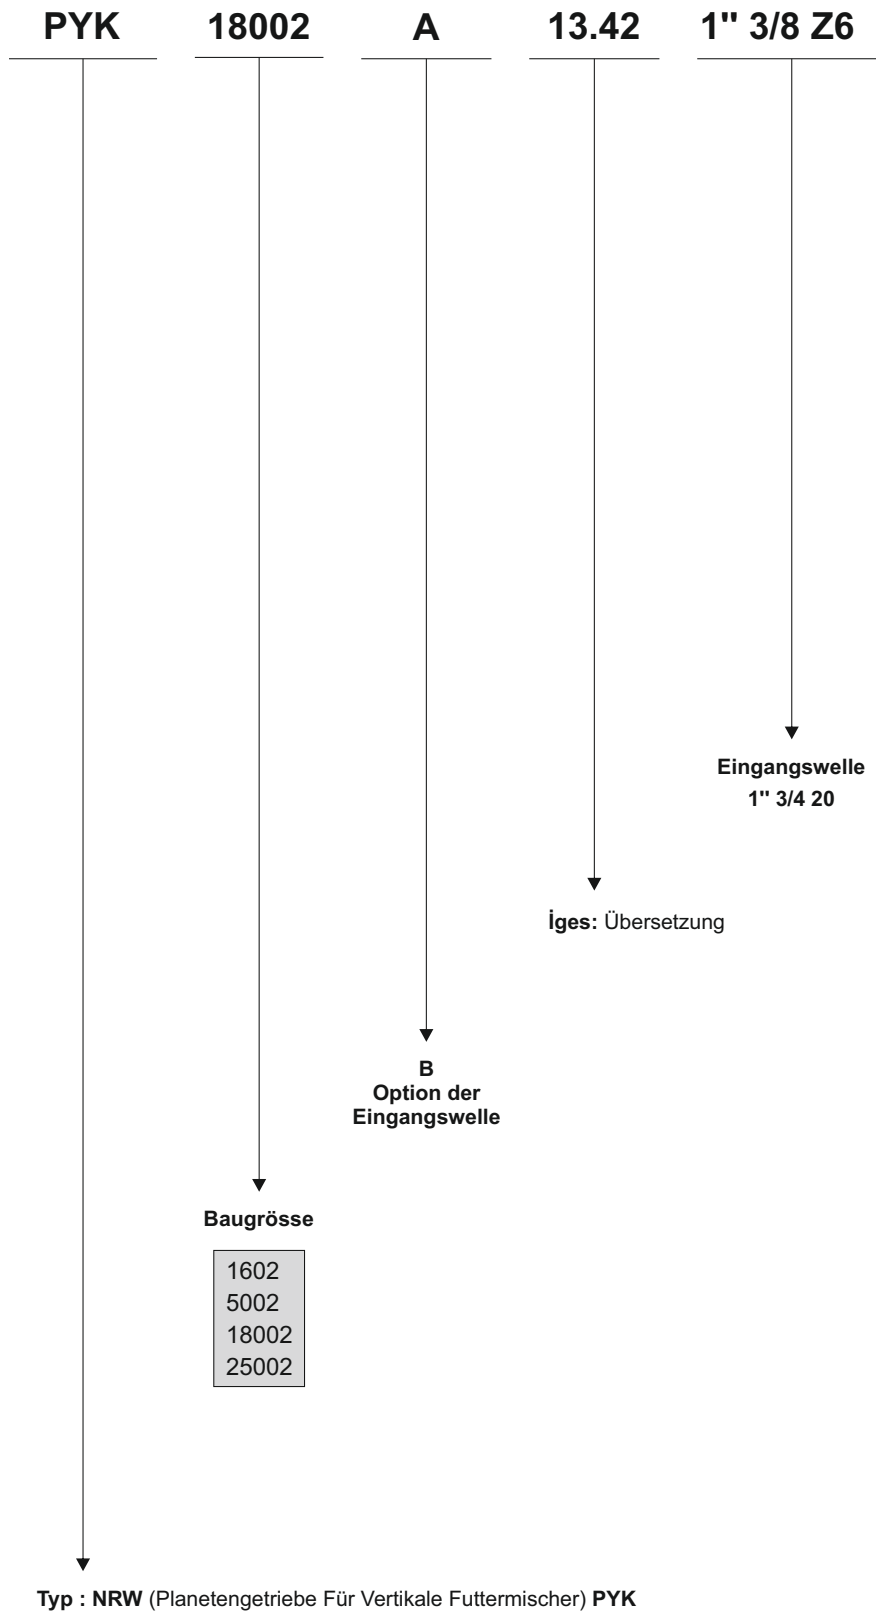 PYK 18002 A 13.42 1" 3/8 Z6
Eingangswelle
1" 3/4 20
İges: Übersetzung
B
Option der
Eingangswelle
Baugrösse
1602
5002
18002
25002
Typ : NRW (Planetengetriebe Für Vertikale Futtermischer) PYK